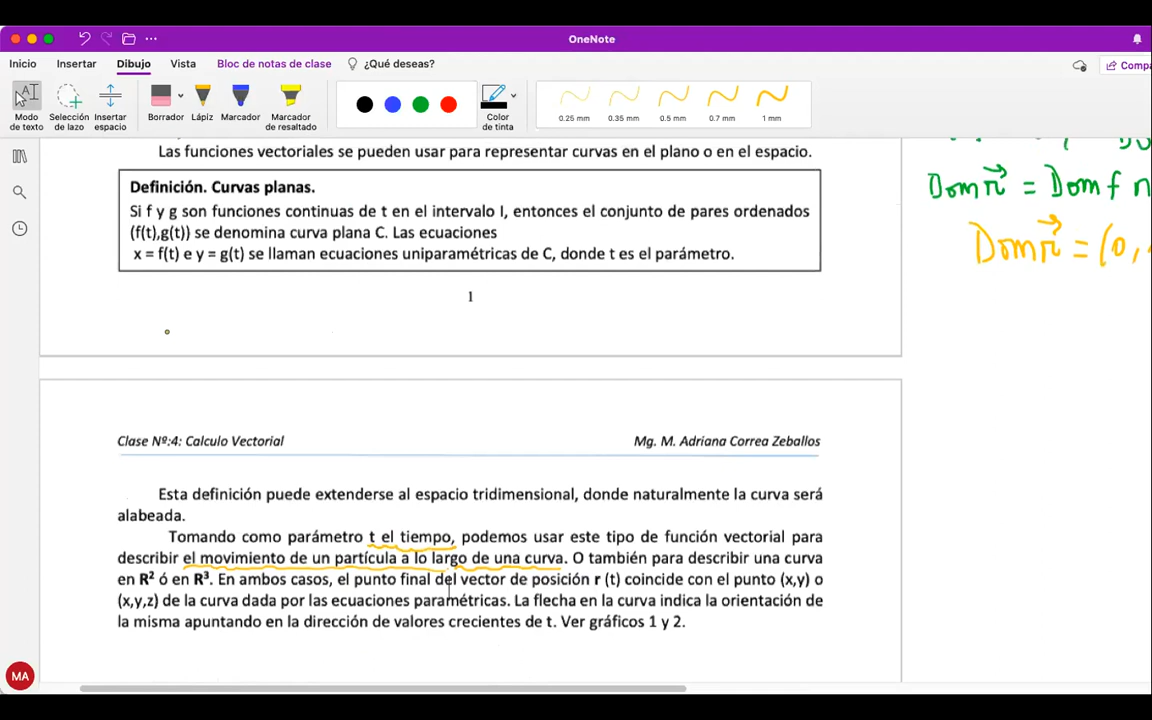 OneNote
Inicio Insertar Dibujo Vista Bloc de notas de clase ¿Qué deseas?
Modo de texto
Selección de lazo
Insertar espacio
Borrador
Lápiz
Marcador
Marcador de resaltado
Color de tinta
0.25 mm 0.35 mm 0.5 mm 0.7 mm 1 mm
Las funciones vectoriales se pueden usar para representar curvas en el plano o en el espacio.
Definición. Curvas planas.
Si f y g son funciones continuas de t en el intervalo I, entonces el conjunto de pares ordenados
(f(t),g(t)) se denomina curva plana C. Las ecuaciones
x = f(t) e y = g(t) se llaman ecuaciones uniparamétricas de C, donde t es el parámetro.
1
Dom r⃗ = Dom f ∩
Dom r⃗ = (0,
Clase Nº:4: Calculo Vectorial Mg. M. Adriana Correa Zeballos
Esta definición puede extenderse al espacio tridimensional, donde naturalmente la curva será
alabeada.
Tomando como parámetro t el tiempo, podemos usar este tipo de función vectorial para
describir el movimiento de un partícula a lo largo de una curva. O también para describir una curva
en R² ó en R³. En ambos casos, el punto final del vector de posición r (t) coincide con el punto (x,y) o
(x,y,z) de la curva dada por las ecuaciones paramétricas. La flecha en la curva indica la orientación de
la misma apuntando en la dirección de valores crecientes de t. Ver gráficos 1 y 2.
MA